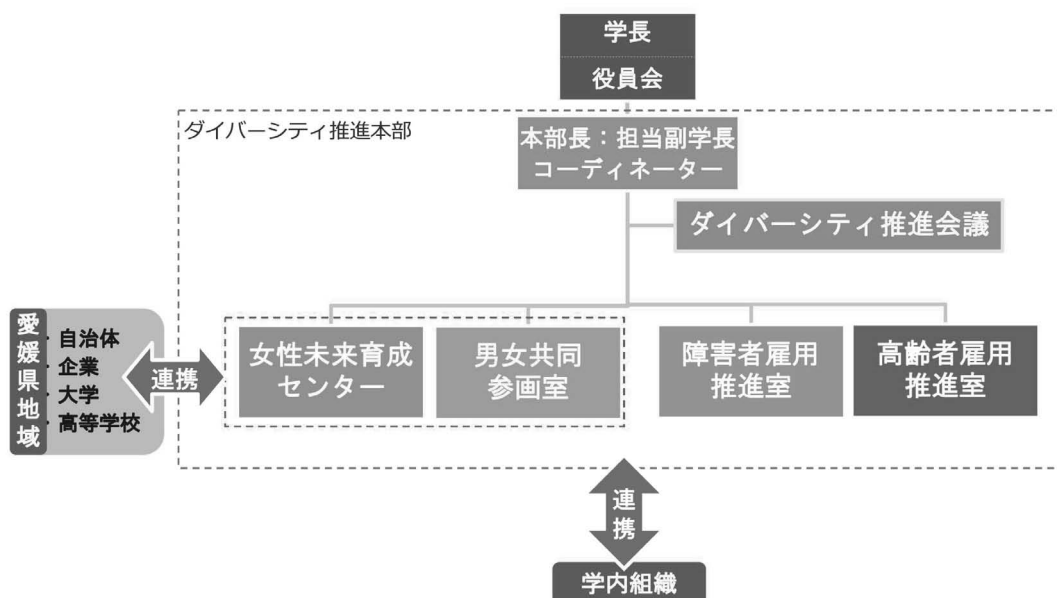 学長
役員会
ダイバーシティ推進本部
本部長：担当副学長
コーディネーター
ダイバーシティ推進会議
愛媛県地域
・自治体
・企業
・大学
・高等学校
連携
女性未来育成
センター
男女共同
参画室
障害者雇用
推進室
高齢者雇用
推進室
連携
学内組織